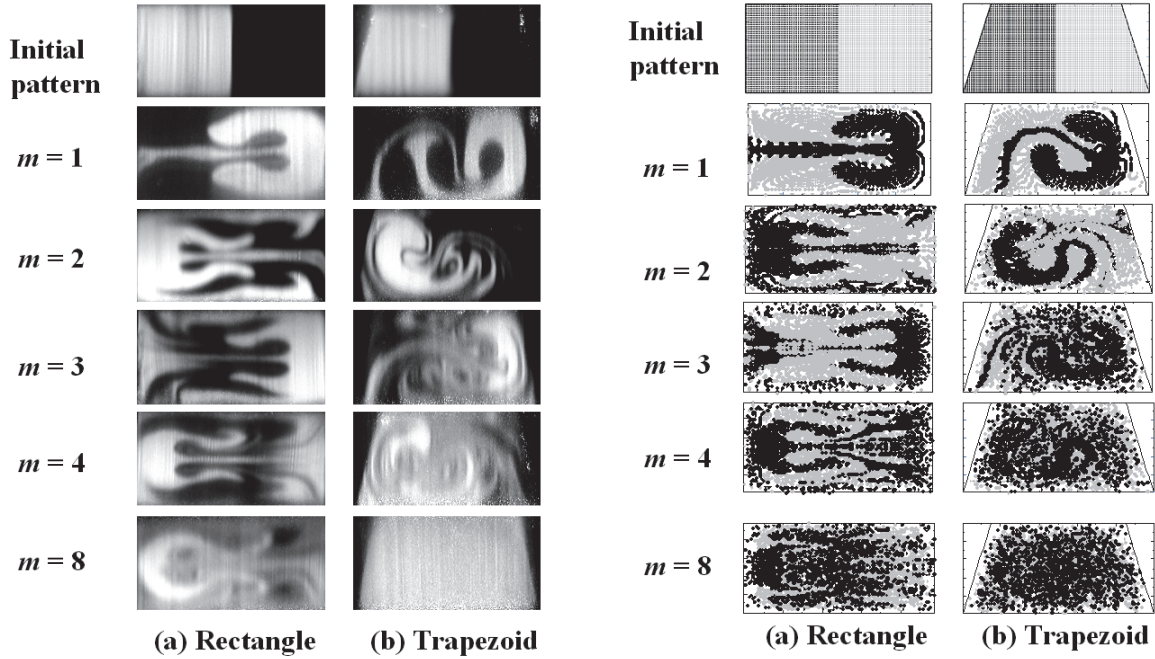 Initial
pattern
m = 1
m = 2
m = 3
m = 4
m = 8
(a) Rectangle
(b) Trapezoid
Initial
pattern
m = 1
m = 2
m = 3
m = 4
m = 8
(a) Rectangle
(b) Trapezoid